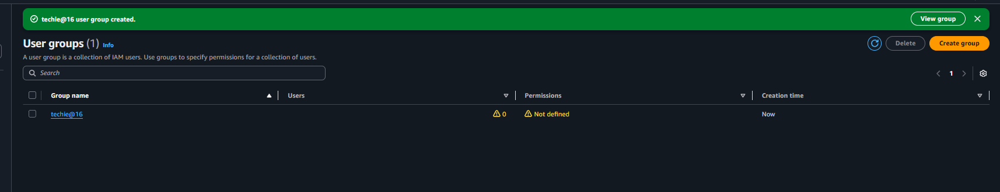 techie@16 user group created.
View group
User groups (1) Info
Delete
Create group
A user group is a collection of IAM users. Use groups to specify permissions for a collection of users.
Search
1
Group name Users Permissions Creation time
techie@16 0 Not defined Now